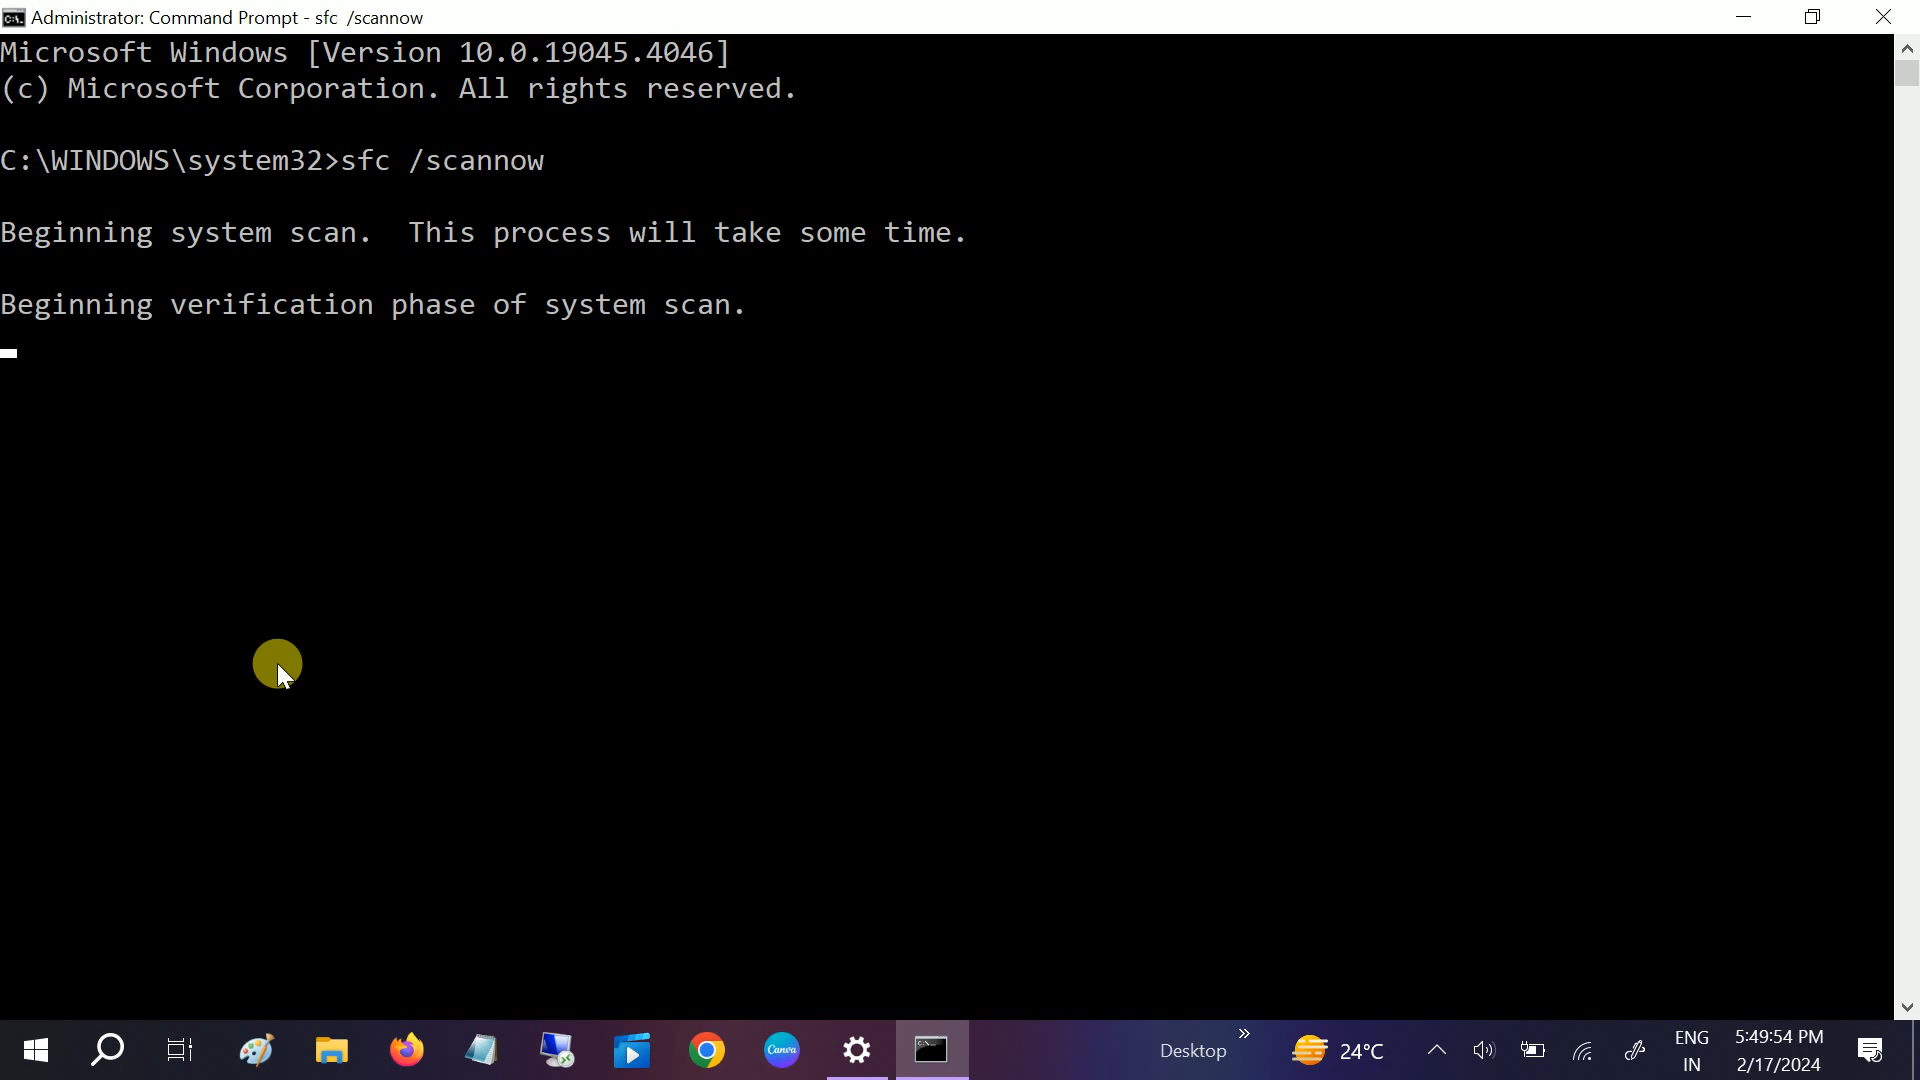 Administrator: Command Prompt - sfc  /scannow
Microsoft Windows [Version 10.0.19045.4046]
(c) Microsoft Corporation. All rights reserved.
C:\WINDOWS\system32>sfc /scannow
Beginning system scan.  This process will take some time.
Beginning verification phase of system scan.
Canva
Desktop
24°C
ENG
IN
5:49:54 PM
2/17/2024